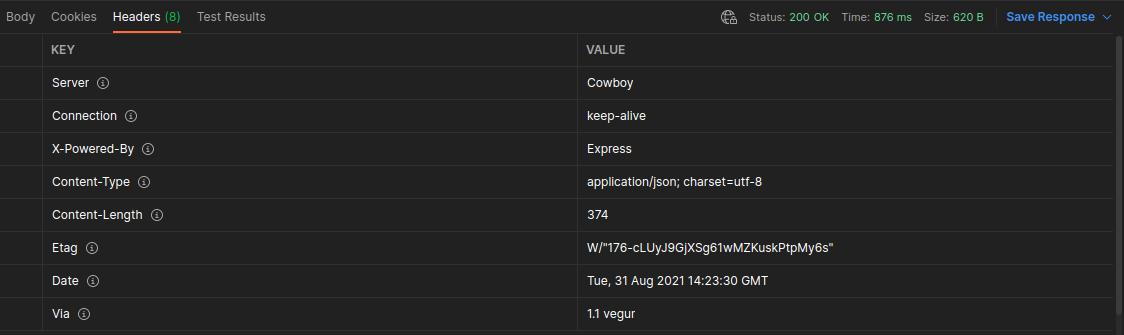 Body Cookies Headers (8) Test Results Status: 200 OK Time: 876 ms Size: 620 B Save Response
KEY VALUE
Server Cowboy
Connection keep-alive
X-Powered-By Express
Content-Type application/json; charset=utf-8
Content-Length 374
Etag W/"176-cLUyJ9GjXSg61wMZKuskPtpMy6s"
Date Tue, 31 Aug 2021 14:23:30 GMT
Via 1.1 vegur